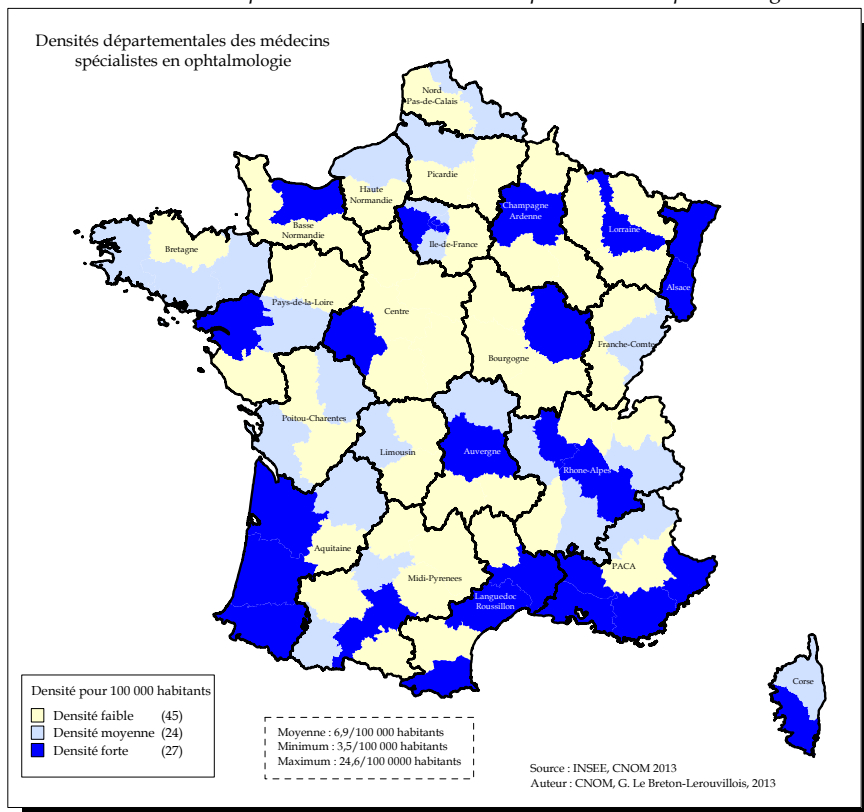 Densités départementales des médecins
spécialistes en ophtalmologie
Nord
Pas-de-Calais
Picardie
Haute
Normandie
Basse
Normandie
Champagne
Ardenne
Lorraine
Ile-de-France
Alsace
Bretagne
Pays-de-la-Loire
Centre
Bourgogne
Franche-Comte
Poitou-Charentes
Limousin
Auvergne
Rhone-Alpes
Aquitaine
Midi-Pyrenees
Languedoc
Roussillon
PACA
Corse
Densité pour 100 000 habitants
Densité faible (45)
Densité moyenne (24)
Densité forte (27)
Moyenne : 6,9/100 000 habitants
Minimum : 3,5/100 000 habitants
Maximum : 24,6/100 0000 habitants
Source : INSEE, CNOM 2013
Auteur : CNOM, G. Le Breton-Lerouvillois, 2013